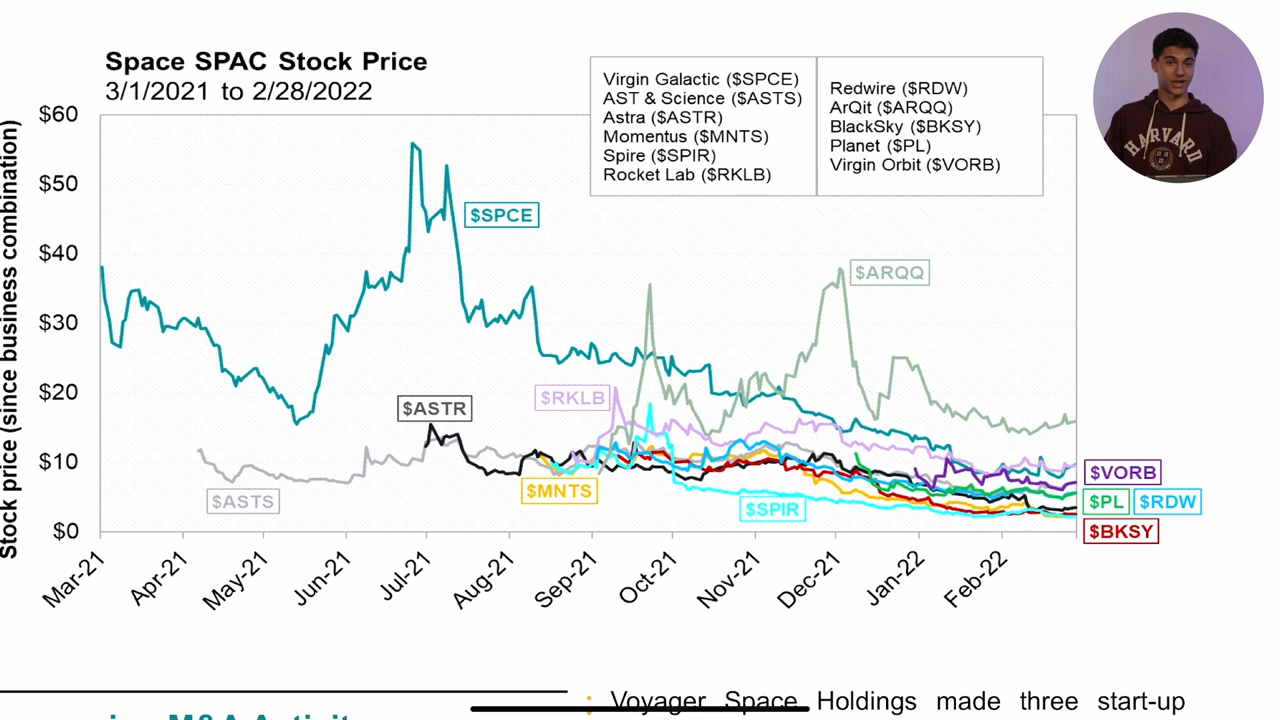 Space SPAC Stock Price
3/1/2021 to 2/28/2022
Virgin Galactic ($SPCE)
AST & Science ($ASTS)
Astra ($ASTR)
Momentus ($MNTS)
Spire ($SPIR)
Rocket Lab ($RKLB)
Redwire ($RDW)
ArQit ($ARQQ)
BlackSky ($BKSY)
Planet ($PL)
Virgin Orbit ($VORB)
HARVARD
Stock price (since business combination)
$60
$50
$40
$30
$20
$10
$0
$SPCE
$ARQQ
$RKLB
$ASTR
$ASTS
$MNTS
$SPIR
$VORB
$PL
$RDW
$BKSY
Mar-21
Apr-21
May-21
Jun-21
Jul-21
Aug-21
Sep-21
Oct-21
Nov-21
Dec-21
Jan-22
Feb-22
M&A Activit
: Voyager Space Holdings made three start-up